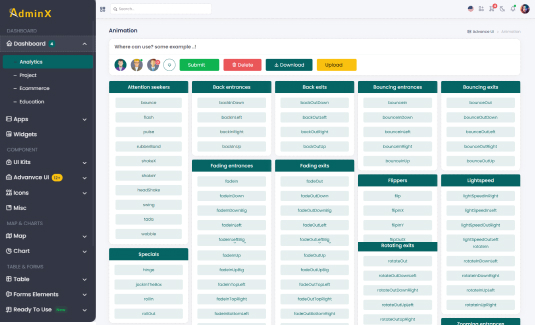 AdminX
Search
DASHBOARD
Dashboard 4
Analytics
Project
Ecommerce
Education
Apps
Widgets
COMPONENT
UI Kits
Advance UI
Icons
Misc
MAP & CHARTS
Map
Chart
TABLE & FORMS
Table
Forms Elements
Ready To Use
Animation
Advance UI - Animation
Where can use? some example ..!
Submit
Delete
Download
Upload
Attention seekers
bounce
flash
pulse
rubberBand
shakeX
shakeY
headShake
swing
tada
wobble
Specials
hinge
jackInTheBox
rollIn
rollOut
Back entrances
backInDown
backInLeft
backInRight
backInUp
Fading entrances
fadeIn
fadeInDown
fadeInDownBig
fadeInLeft
fadeInLeftBig
fadeInUp
fadeInUpBig
fadeInTopLeft
fadeInTopRight
fadeInBottomLeft
Back exits
backOutDown
backOutLeft
backOutRight
backOutUp
Fading exits
fadeOut
fadeOutDown
fadeOutDownBig
fadeOutLeft
fadeOutLeftBig
fadeOutUp
fadeOutUpBig
fadeOutTopLeft
fadeOutTopRight
fadeOutBottomRight
Bouncing entrances
bounceIn
bounceInDown
bounceInLeft
bounceInRight
bounceInUp
Flippers
flip
flipInX
flipInY
flipOutX
Rotating exits
rotateOut
rotateOutDownLeft
rotateOutDownRight
rotateOutUpLeft
rotateOutUpRight
Bouncing exits
bounceOut
bounceOutDown
bounceOutLeft
bounceOutRight
bounceOutUp
Lightspeed
lightSpeedInRight
lightSpeedInLeft
lightSpeedOutRight
lightSpeedOutLeft
rotateIn
rotateInDownLeft
rotateInDownRight
rotateInUpLeft
rotateInUpRight
Zooming entrances